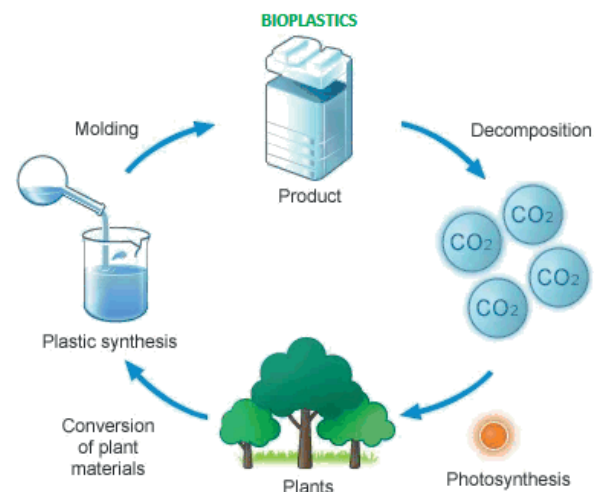 BIOPLASTICS
Molding
Product
Decomposition
CO2
CO2
CO2
CO2
Plastic synthesis
Conversion
of plant
materials
Plants
Photosynthesis